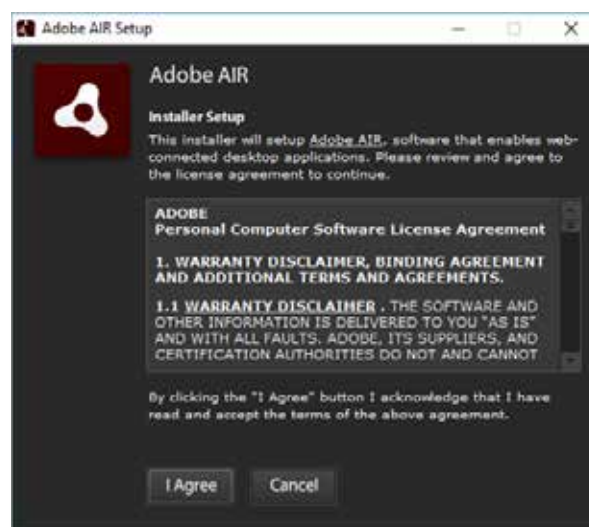 Adobe AIR Setup
Adobe AIR
Installer Setup
This installer will setup Adobe AIR, software that enables web-
connected desktop applications. Please review and agree to
the license agreement to continue.
ADOBE
Personal Computer Software License Agreement
1. WARRANTY DISCLAIMER, BINDING AGREEMENT
AND ADDITIONAL TERMS AND AGREEMENTS.
1.1 WARRANTY DISCLAIMER . THE SOFTWARE AND
OTHER INFORMATION IS DELIVERED TO YOU "AS IS"
AND WITH ALL FAULTS. ADOBE, ITS SUPPLIERS, AND
CERTIFICATION AUTHORITIES DO NOT AND CANNOT
By clicking the "I Agree" button I acknowledge that I have
read and accept the terms of the above agreement.
I Agree Cancel